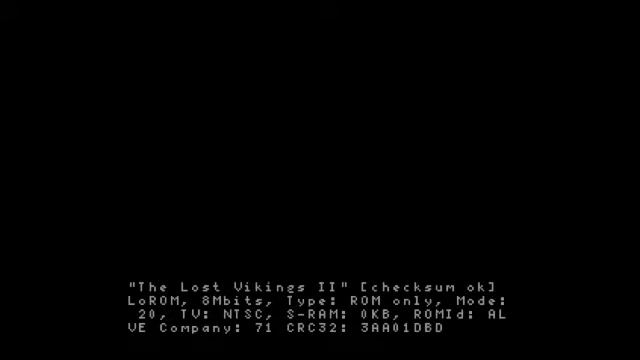 "The Lost Vikings II" [checksum ok]
LoROM, 8Mbits, Type: ROM only, Mode:
20, TV: NTSC, S-RAM: 0KB, ROMId: AL
VE Company: 71 CRC32: 3AA01DBD